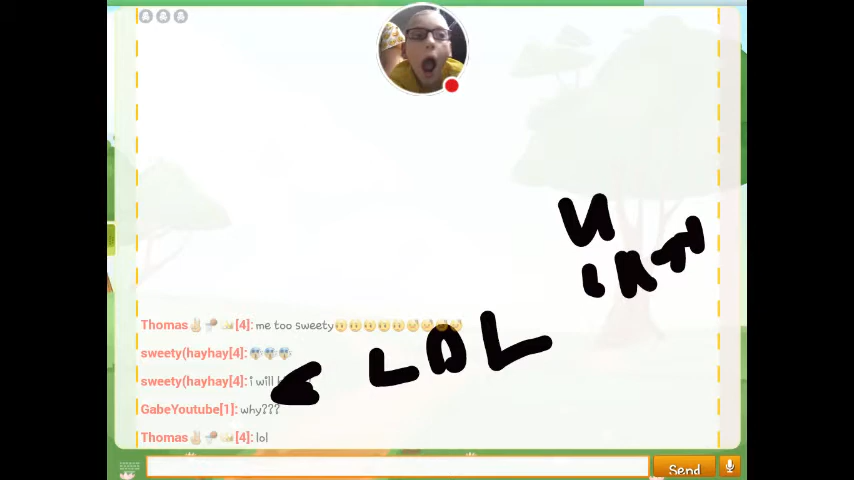 Thomas[4]: me too sweety
sweety(hayhay[4]:
sweety(hayhay[4]: i will
GabeYoutube[1]: why???
Thomas[4]: lol
LOL
Send